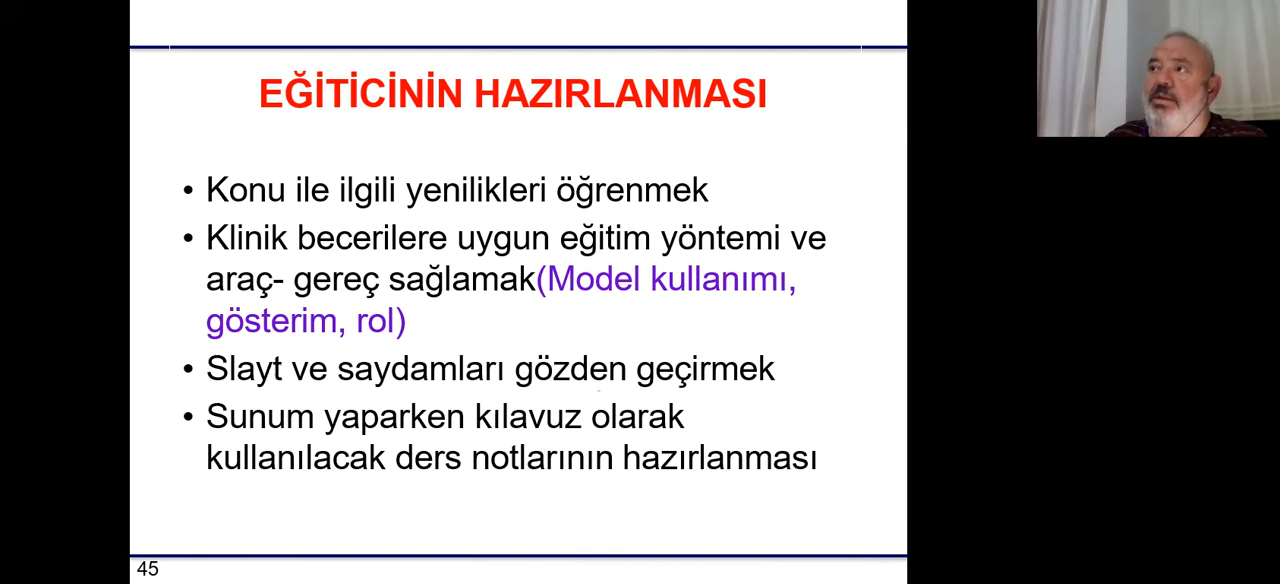 EĞİTİCİNİN HAZIRLANMASI
• Konu ile ilgili yenilikleri öğrenmek
• Klinik becerilere uygun eğitim yöntemi ve
araç- gereç sağlamak(Model kullanımı,
gösterim, rol)
• Slayt ve saydamları gözden geçirmek
• Sunum yaparken kılavuz olarak
kullanılacak ders notlarının hazırlanması
45